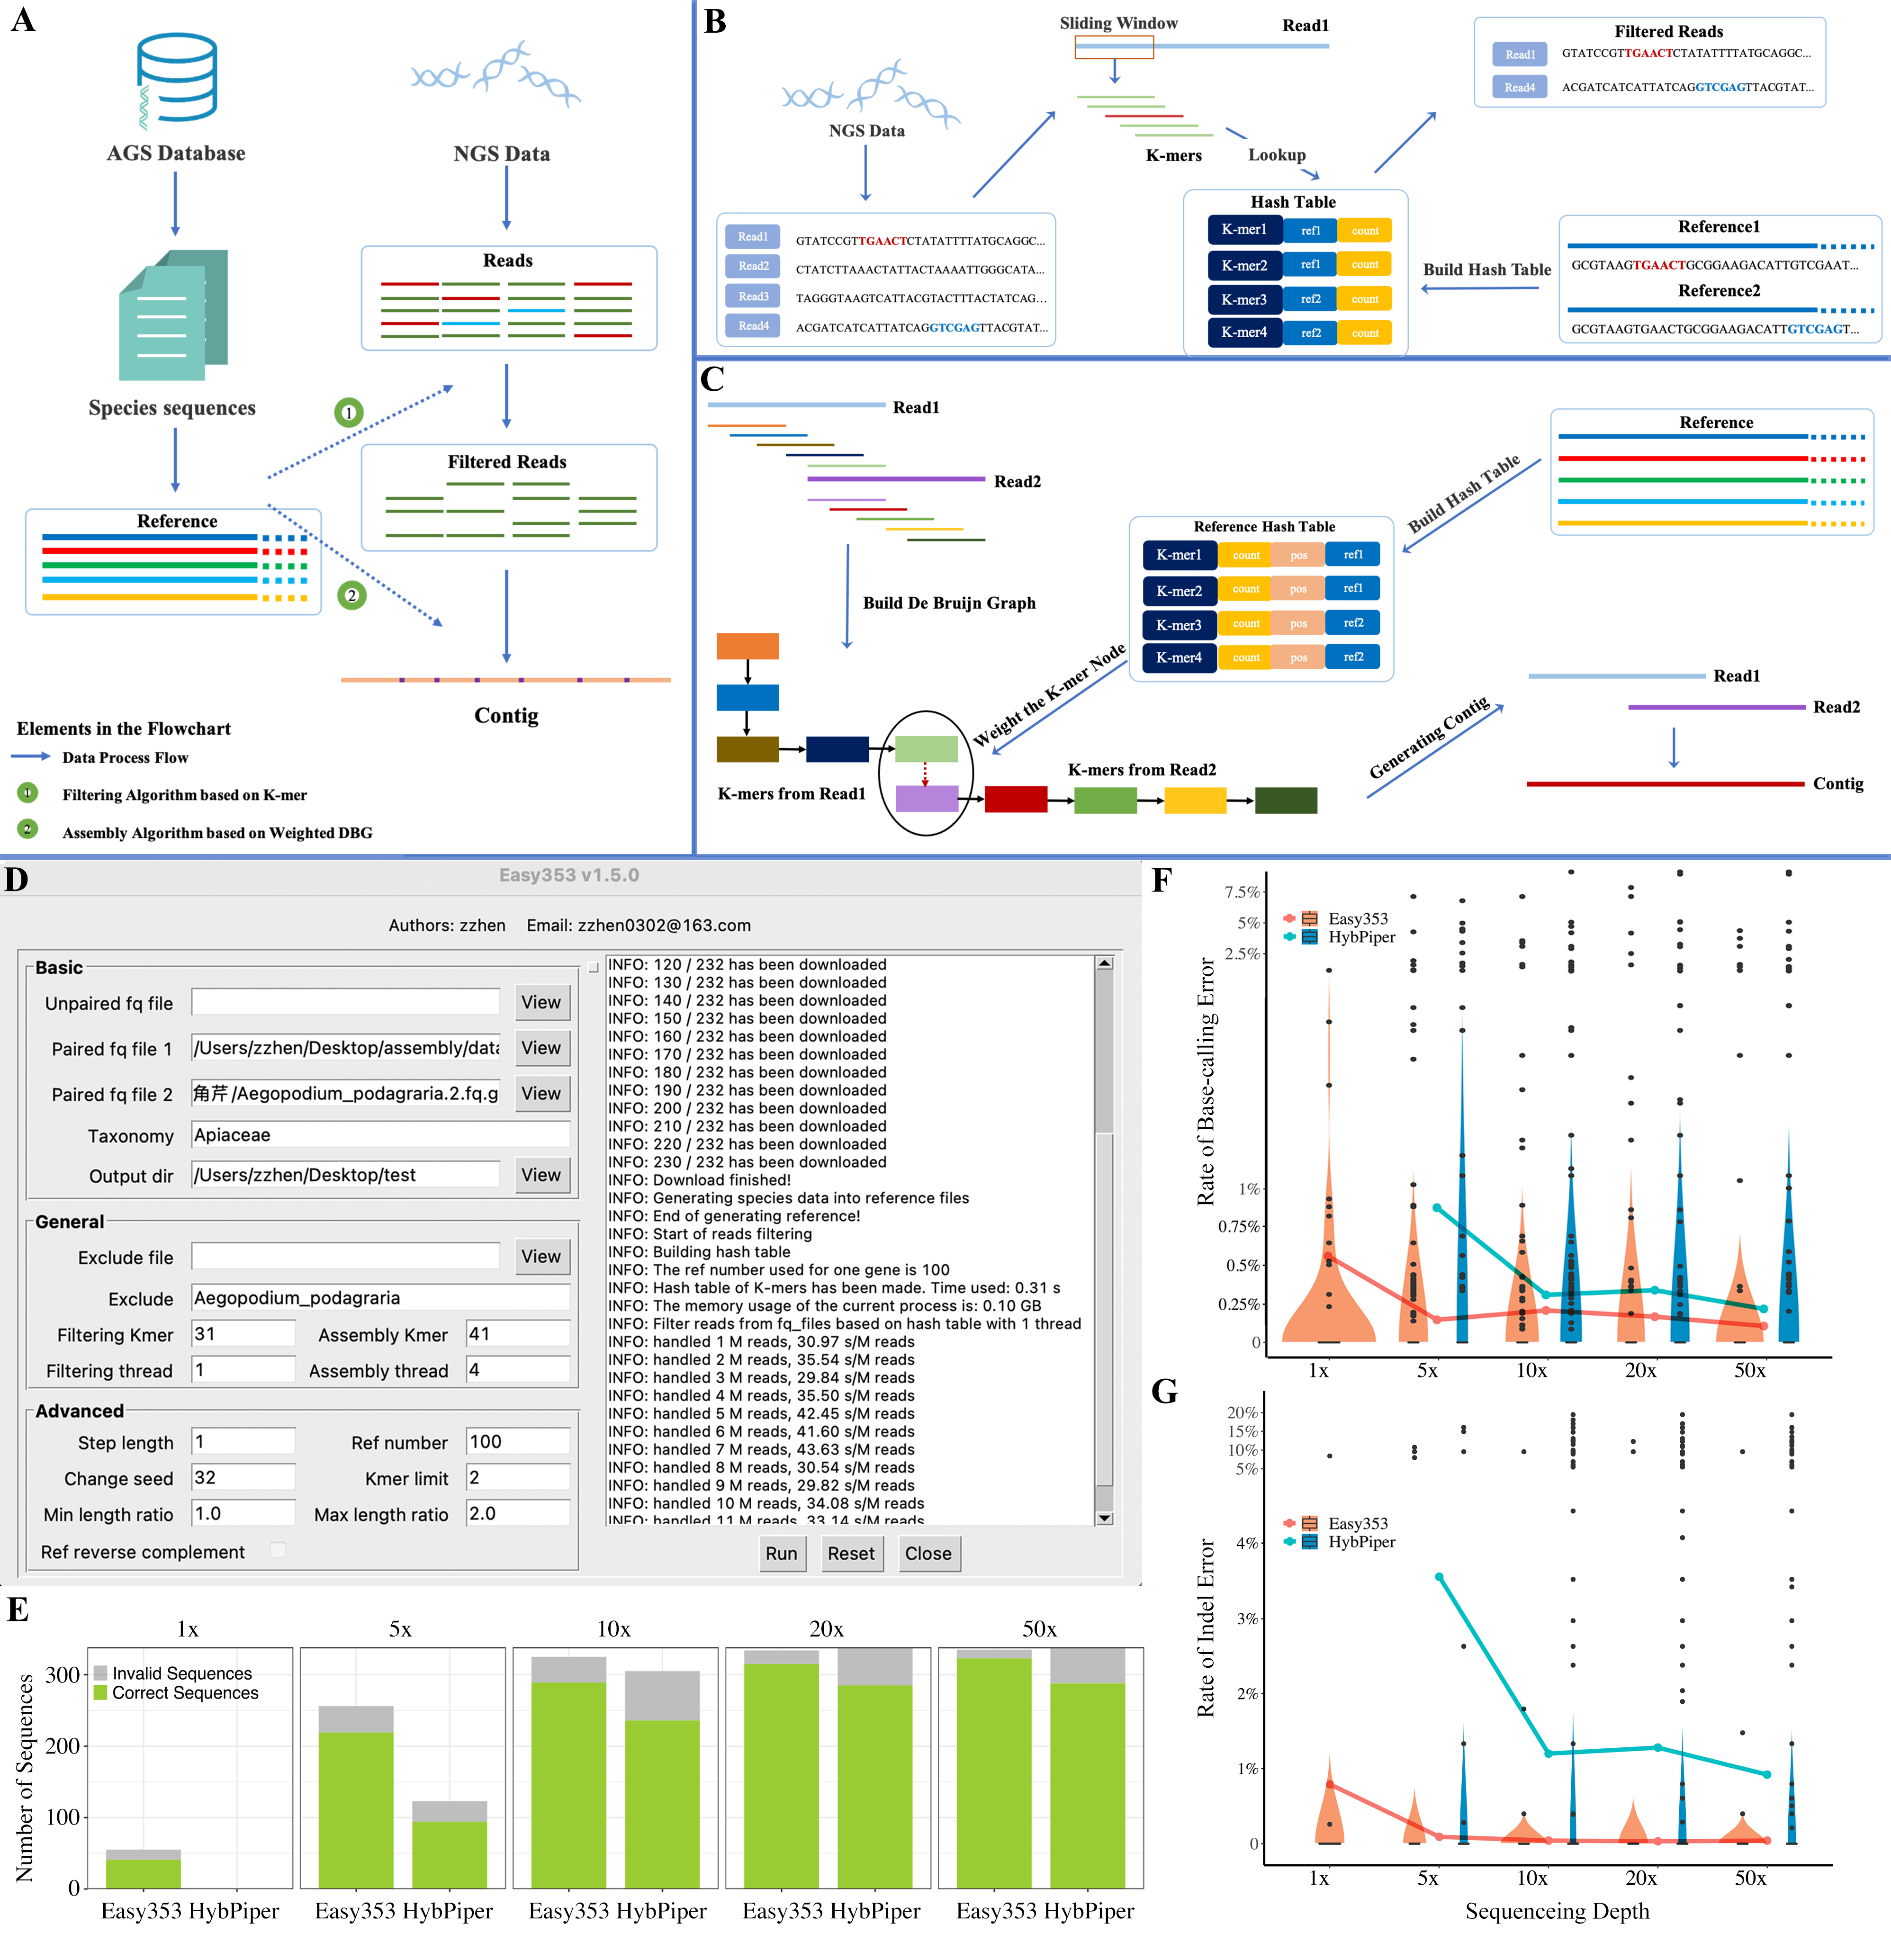 A
AGS Database
NGS Data
Species sequences
Reads
Filtered Reads
Reference
1
2
Contig
Elements in the Flowchart
Data Process Flow
1 Filtering Algorithm based on K-mer
2 Assembly Algorithm based on Weighted DBG
B
Sliding Window
Read1
NGS Data
K-mers
Lookup
Read1 GTATCCGTTGAACTCTATATTTTATGCAGGC...
Read2 CTATCTTAAACTATTACTAAAATTGGGCATA...
Read3 TAGGGTAAGTCATTACGTACTTTACTATCAG...
Read4 ACGATCATCATTATCAGGTCGAGTTACGTAT...
Hash Table
K-mer1 ref1 count
K-mer2 ref1 count
K-mer3 ref2 count
K-mer4 ref2 count
Filtered Reads
Read1 GTATCCGTTGAACTCTATATTTTATGCAGGC...
Read4 ACGATCATCATTATCAGGTCGAGTTACGTAT...
Build Hash Table
Reference1
GCGTAAGTGAACTGCGGAAGACATTGTCGAAT...
Reference2
GCGTAAGTGAACTGCGGAAGACATTGTCGAGT...
C
Read1
Read2
Build De Bruijn Graph
K-mers from Read1
K-mers from Read2
Weight the K-mer Node
Reference Hash Table
K-mer1 count pos ref1
K-mer2 count pos ref1
K-mer3 count pos ref2
K-mer4 count pos ref2
Build Hash Table
Reference
Generating Contig
Read1
Read2
Contig
D
Easy353 v1.5.0
Authors: zzhen Email: zzhen0302@163.com
Basic
Unpaired fq file View
Paired fq file 1 /Users/zzhen/Desktop/assembly/data View
Paired fq file 2 角芹/Aegopodium_podagraria.2.fq.g View
Taxonomy Apiaceae
Output dir /Users/zzhen/Desktop/test View
General
Exclude file View
Exclude Aegopodium_podagraria
Filtering Kmer 31 Assembly Kmer 41
Filtering thread 1 Assembly thread 4
Advanced
Step length 1 Ref number 100
Change seed 32 Kmer limit 2
Min length ratio 1.0 Max length ratio 2.0
Ref reverse complement
INFO: 120 / 232 has been downloaded
INFO: 130 / 232 has been downloaded
INFO: 140 / 232 has been downloaded
INFO: 150 / 232 has been downloaded
INFO: 160 / 232 has been downloaded
INFO: 170 / 232 has been downloaded
INFO: 180 / 232 has been downloaded
INFO: 190 / 232 has been downloaded
INFO: 200 / 232 has been downloaded
INFO: 210 / 232 has been downloaded
INFO: 220 / 232 has been downloaded
INFO: 230 / 232 has been downloaded
INFO: Download finished!
INFO: Generating species data into reference files
INFO: End of generating reference!
INFO: Start of reads filtering
INFO: Building hash table
INFO: The ref number used for one gene is 100
INFO: Hash table of K-mers has been made. Time used: 0.31 s
INFO: The memory usage of the current process is: 0.10 GB
INFO: Filter reads from fq_files based on hash table with 1 thread
INFO: handled 1 M reads, 30.97 s/M reads
INFO: handled 2 M reads, 35.54 s/M reads
INFO: handled 3 M reads, 29.84 s/M reads
INFO: handled 4 M reads, 35.50 s/M reads
INFO: handled 5 M reads, 42.45 s/M reads
INFO: handled 6 M reads, 41.60 s/M reads
INFO: handled 7 M reads, 43.63 s/M reads
INFO: handled 8 M reads, 30.54 s/M reads
INFO: handled 9 M reads, 29.82 s/M reads
INFO: handled 10 M reads, 34.08 s/M reads
INFO: handled 11 M reads, 33.14 s/M reads
Run Reset Close
E
1x 5x 10x 20x 50x
Number of Sequences
300
200
100
0
Invalid Sequences
Correct Sequences
Easy353 HybPiper Easy353 HybPiper Easy353 HybPiper Easy353 HybPiper Easy353 HybPiper
F
Rate of Base-calling Error
7.5%
5%
2.5%
1%
0.75%
0.5%
0.25%
0
Easy353
HybPiper
1x 5x 10x 20x 50x
G
Rate of Indel Error
20%
15%
10%
5%
4%
3%
2%
1%
0
Easy353
HybPiper
1x 5x 10x 20x 50x
Sequenceing Depth